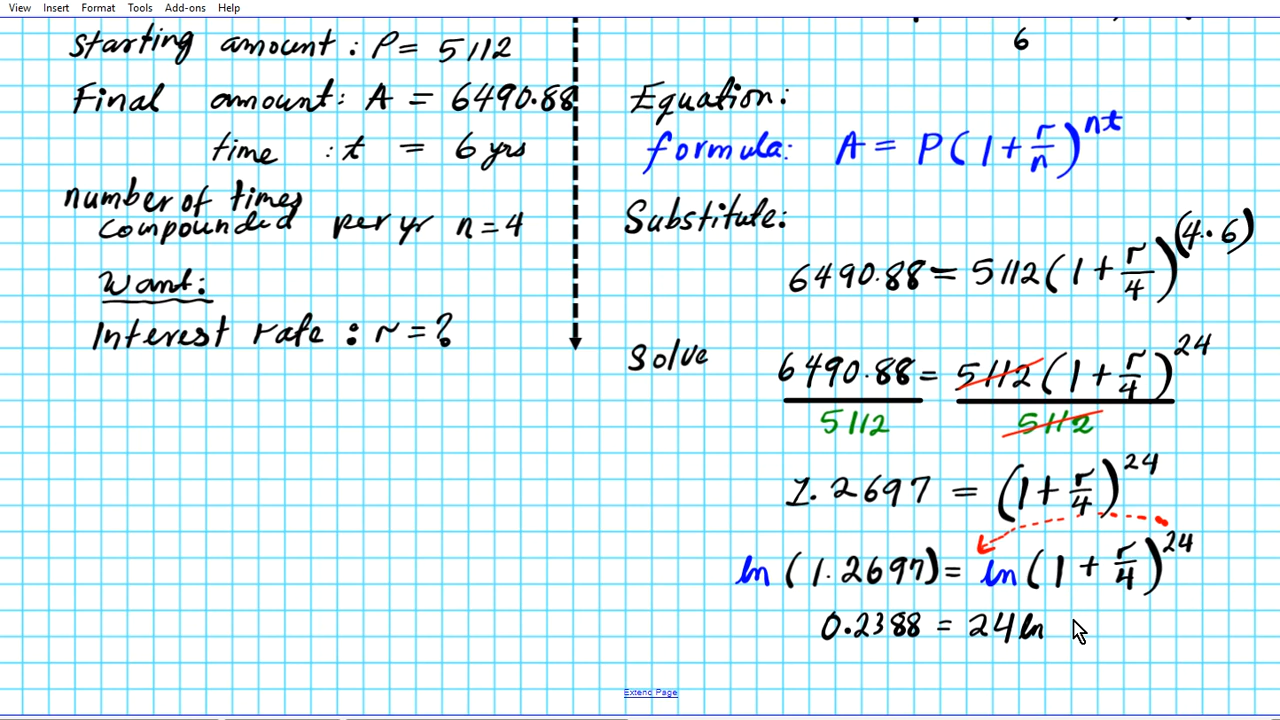 View Insert Format Tools Add-ons Help
starting amount : P = 5112
Final amount: A = 6490.88
time : t = 6 yrs
number of times
compounded per yr n = 4
Want:
Interest rate : r = ?
6
Equation:
formula: A = P(1 + r/n)^nt
Substitute:
6490.88 = 5112(1 + r/4)^(4·6)
Solve
6490.88 = 5112(1 + r/4)^24
5112 5112
1.2697 = (1 + r/4)^24
ln(1.2697) = ln(1 + r/4)^24
0.2388 = 24 ln
Extend Page